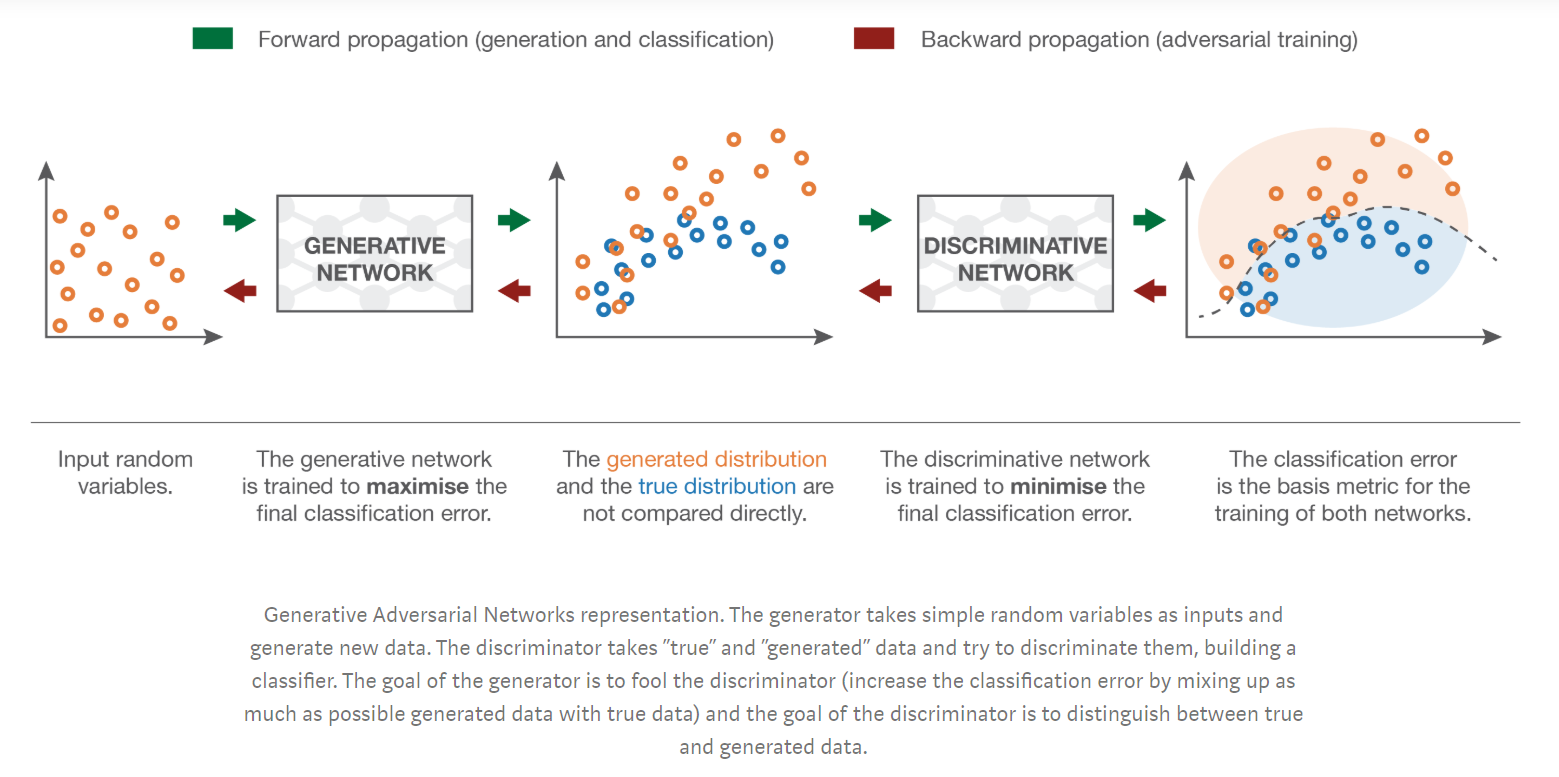 Forward propagation (generation and classification)
Backward propagation (adversarial training)
GENERATIVE
NETWORK
DISCRIMINATIVE
NETWORK
Input random
variables.
The generative network
is trained to maximise the
final classification error.
The generated distribution
and the true distribution are
not compared directly.
The discriminative network
is trained to minimise the
final classification error.
The classification error
is the basis metric for the
training of both networks.
Generative Adversarial Networks representation. The generator takes simple random variables as inputs and
generate new data. The discriminator takes ”true” and ”generated” data and try to discriminate them, building a
classifier. The goal of the generator is to fool the discriminator (increase the classification error by mixing up as
much as possible generated data with true data) and the goal of the discriminator is to distinguish between true
and generated data.